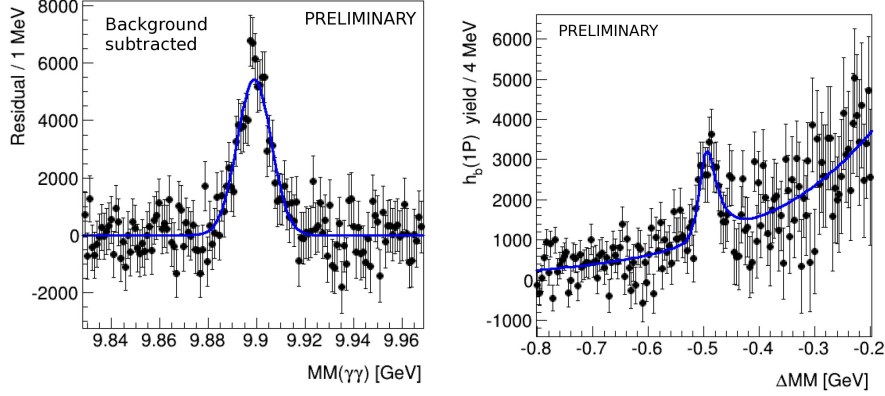 Background
subtracted
PRELIMINARY
Residual / 1 MeV
8000
6000
4000
2000
0
-2000
9.84 9.86 9.88 9.9 9.92 9.94 9.96
MM(γγ) [GeV]
PRELIMINARY
h_b(1P) yield / 4 MeV
6000
5000
4000
3000
2000
1000
0
-1000
-0.8 -0.7 -0.6 -0.5 -0.4 -0.3 -0.2
ΔMM [GeV]